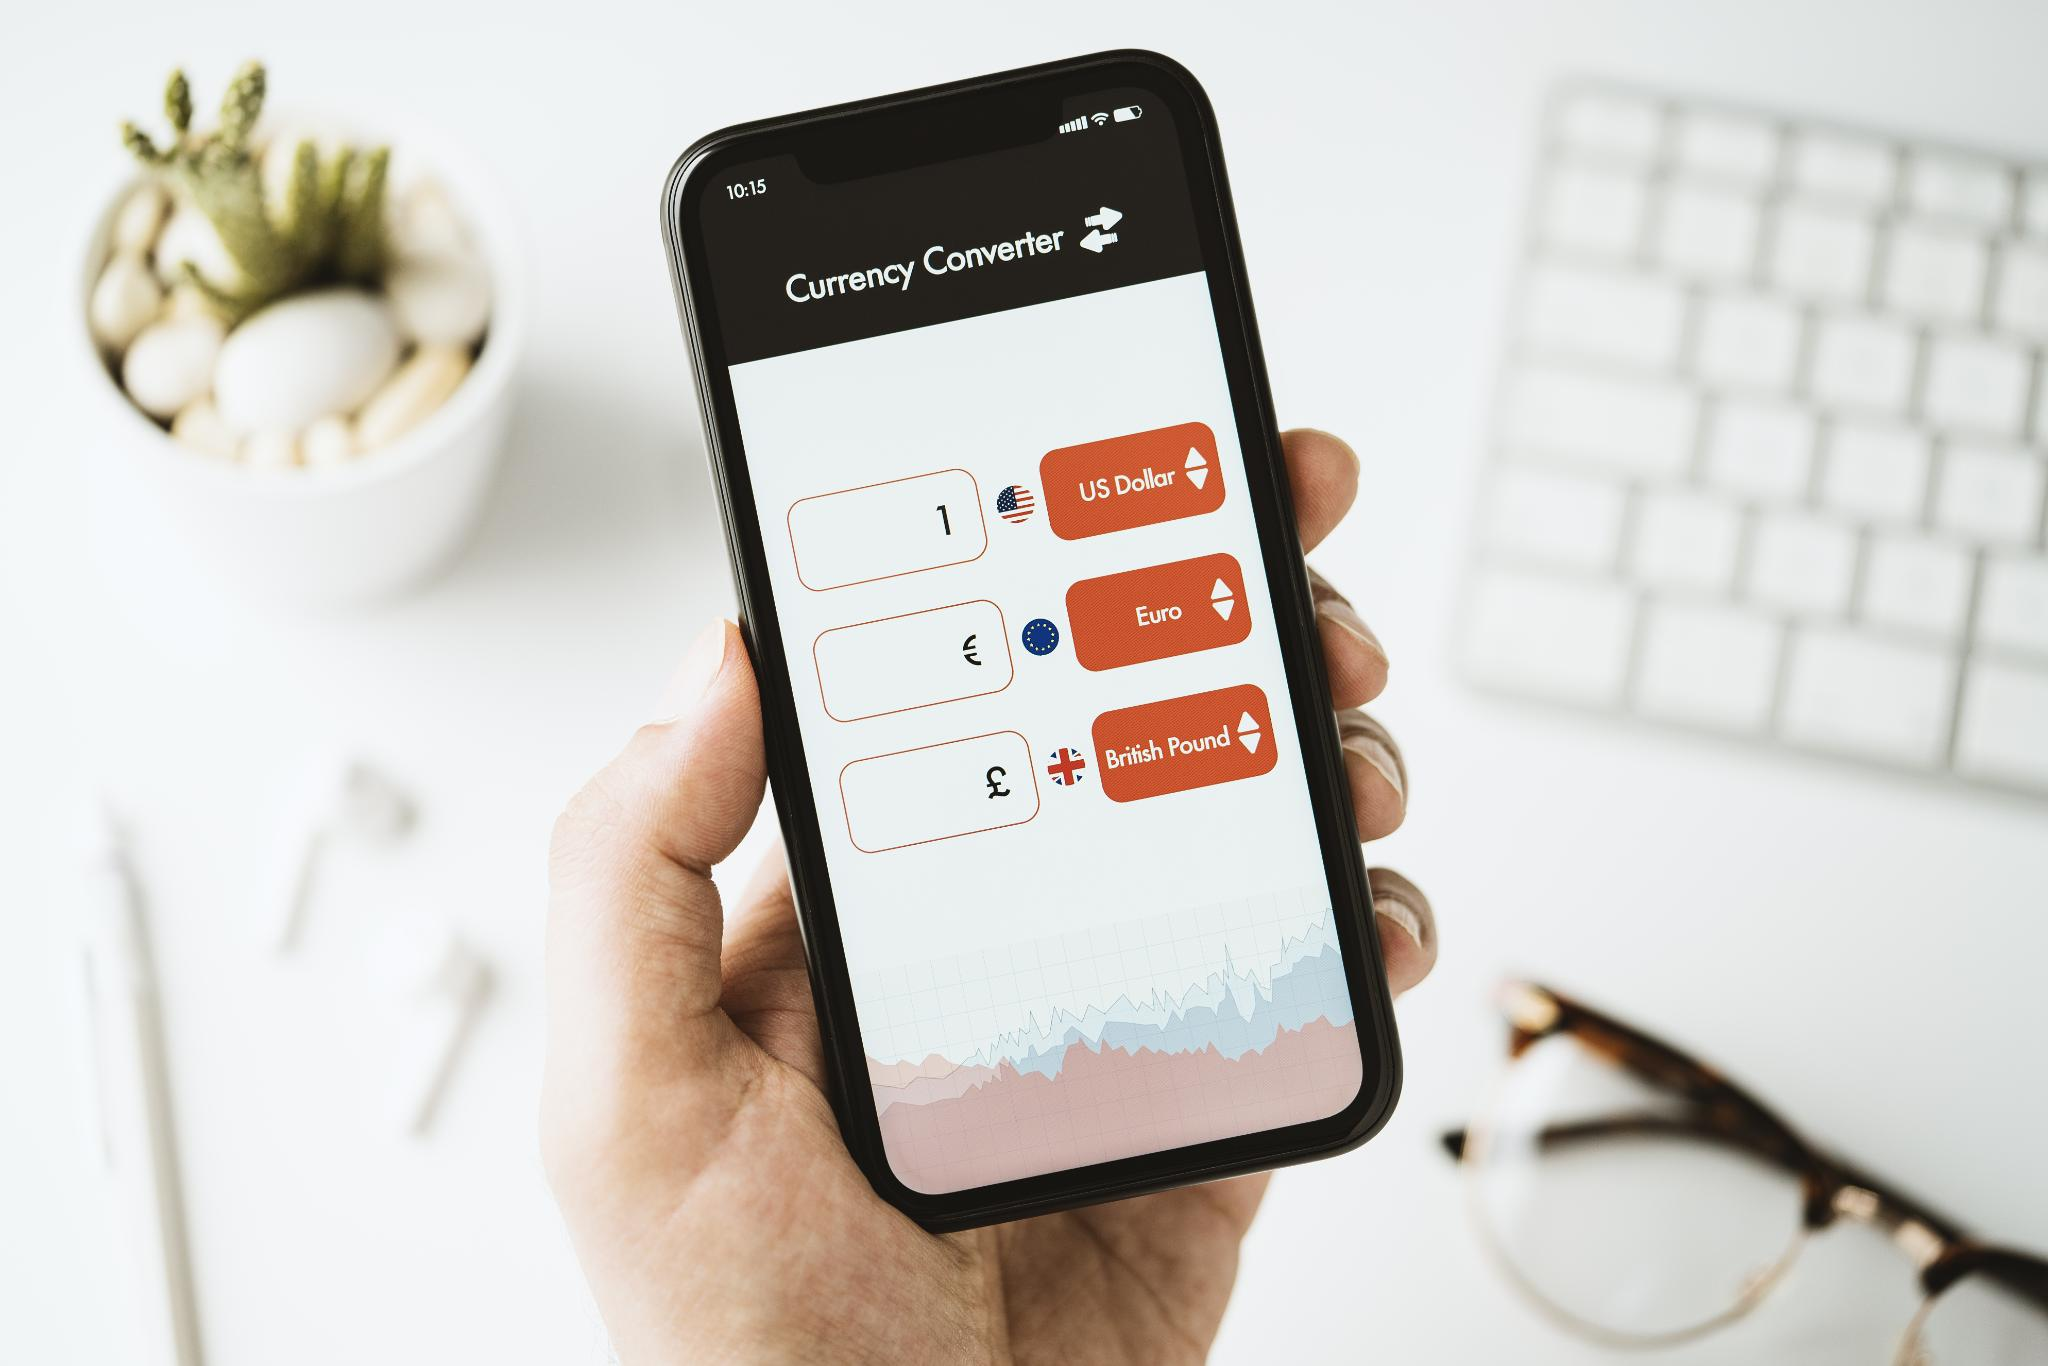 10:15
Currency Converter
1
US Dollar
€
Euro
£
British Pound